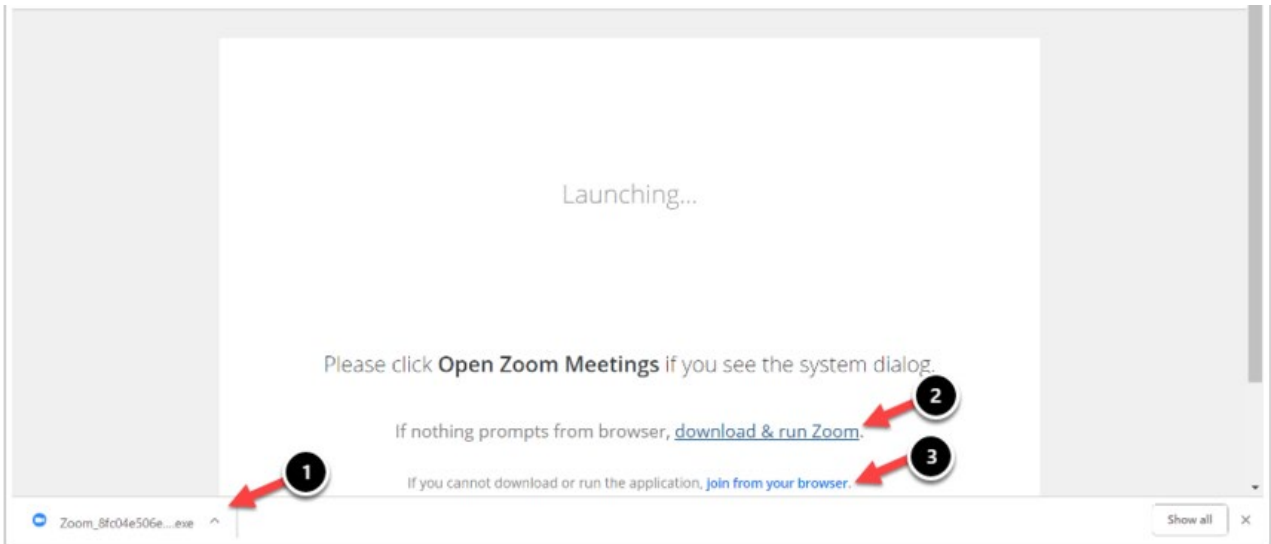 Launching...
Please click Open Zoom Meetings if you see the system dialog.
2
If nothing prompts from browser, download & run Zoom.
3
If you cannot download or run the application, join from your browser.
1
Zoom_8fc04e506e....exe
Show all